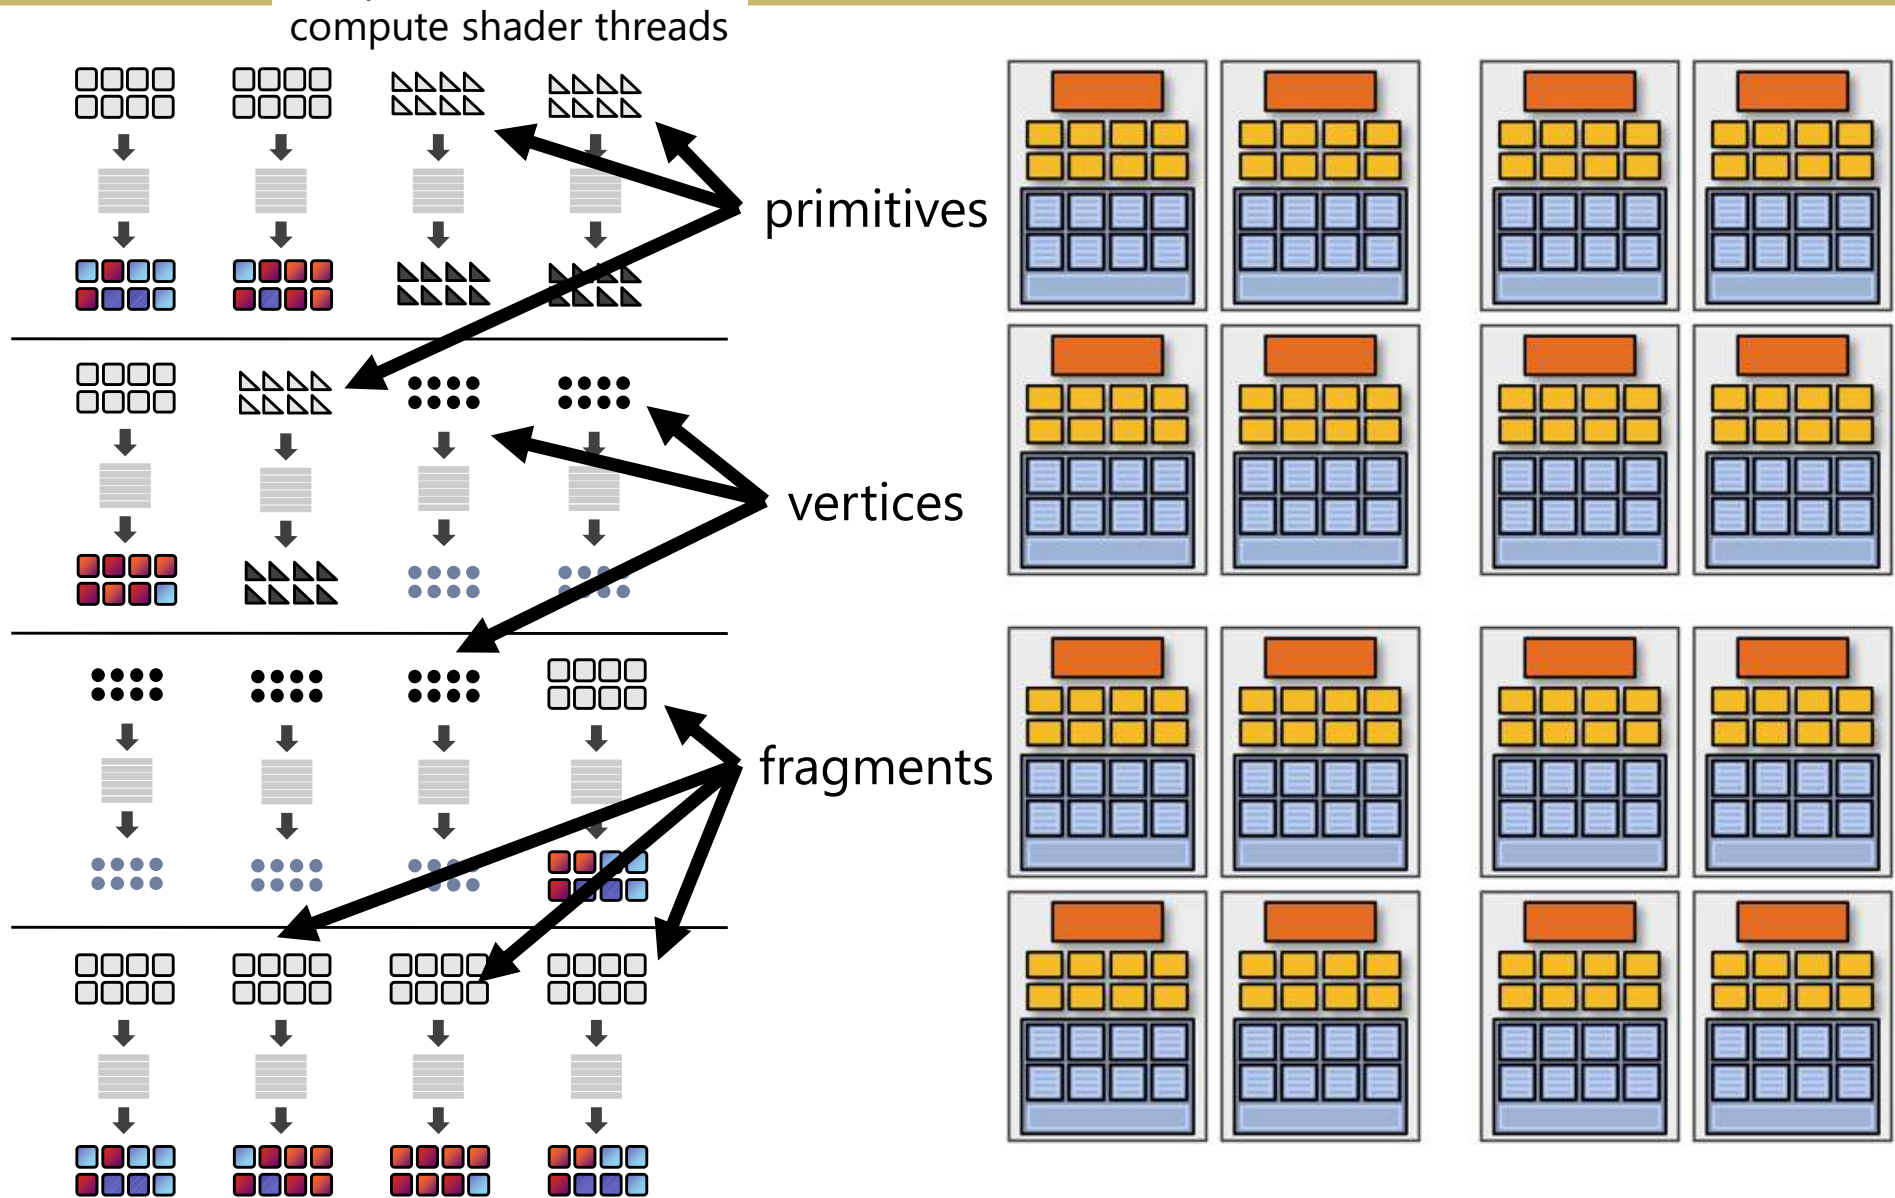 compute shader threads
primitives
vertices
fragments